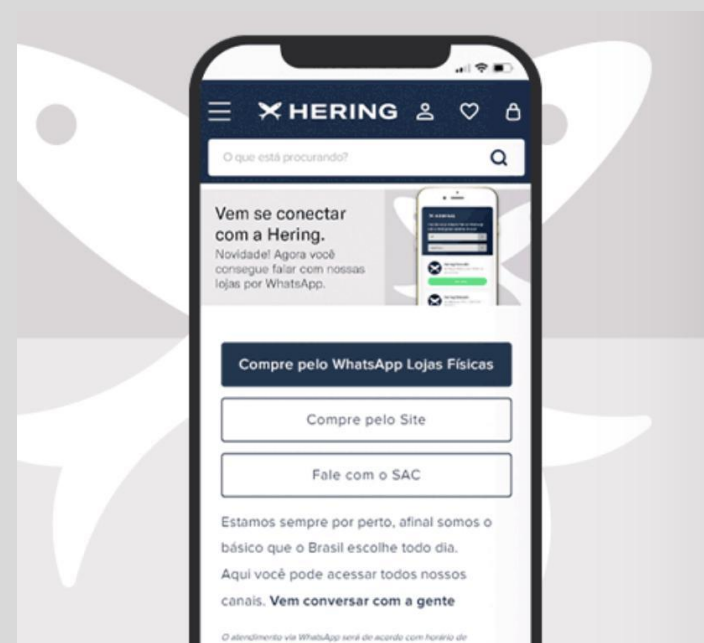 HERING
O que está procurando?
Vem se conectar
com a Hering.
Novidade! Agora você
consegue falar com nossas
lojas por WhatsApp.
Compre pelo WhatsApp Lojas Físicas
Compre pelo Site
Fale com o SAC
Estamos sempre por perto, afinal somos o
básico que o Brasil escolhe todo dia.
Aqui você pode acessar todos nossos
canais. Vem conversar com a gente
O atendimento via WhatsApp será de acordo com horário de